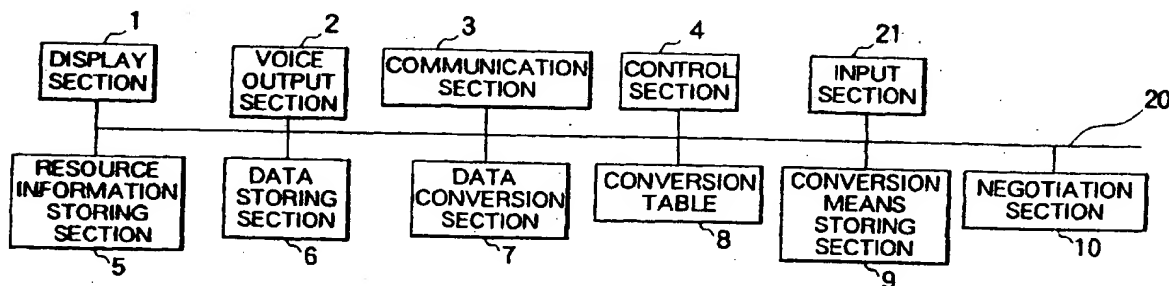 1
2
3
4
21
DISPLAY
SECTION
VOICE
OUTPUT
SECTION
COMMUNICATION
SECTION
CONTROL
SECTION
INPUT
SECTION
20
RESOURCE
INFORMATION
STORING
SECTION
DATA
STORING
SECTION
DATA
CONVERSION
SECTION
CONVERSION
TABLE
CONVERSION
MEANS
STORING
SECTION
NEGOTIATION
SECTION
5
6
7
8
9
10